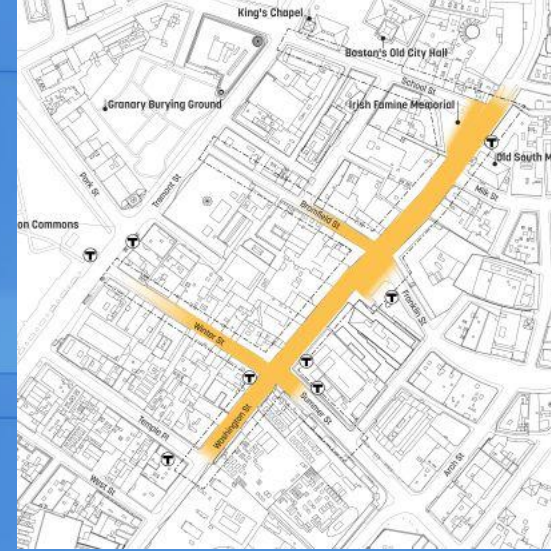 King's Chapel
Boston's Old City Hall
School St
Granary Burying Ground
Irish Famine Memorial
Old South M
Park St
Tremont St
Milk St
Bromfield St
on Commons
T
T
T
T
Franklin St
Winter St
T
T
T
Summer St
Washington St
Temple Pl
T
Arch St
West St